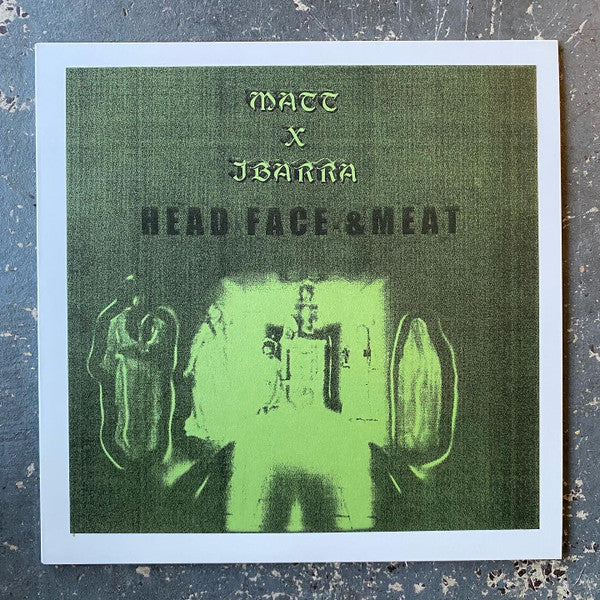 MATT
X
IBARRA
HEAD FACE & MEAT